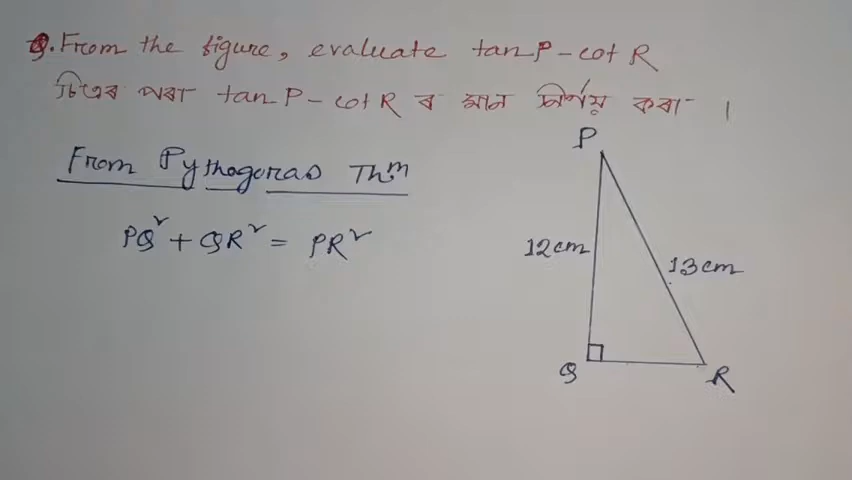 Q. From the figure, evaluate tan P - cot R
চিত্ৰৰ পৰা tan P - cot R ৰ মান নিৰ্ণয় কৰা ।
From Pythagoras Thm
PQ² + QR² = PR²
P
12cm
13cm
Q
R